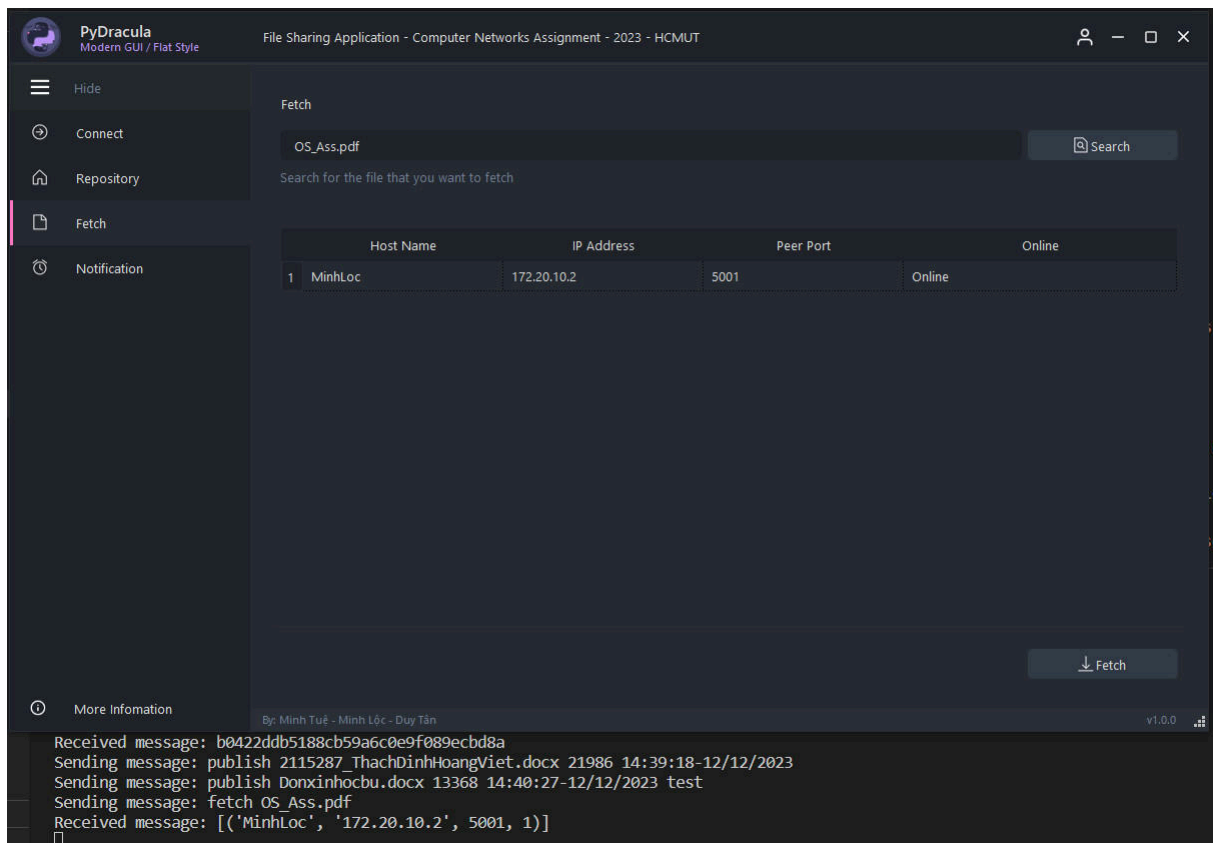 PyDracula
Modern GUI / Flat Style
File Sharing Application - Computer Networks Assignment - 2023 - HCMUT
Hide
Connect
Repository
Fetch
Notification
More Infomation
Fetch
OS_Ass.pdf
Search
Search for the file that you want to fetch
Host Name IP Address Peer Port Online
1 MinhLoc 172.20.10.2 5001 Online
Fetch
By: Minh Tuệ - Minh Lộc - Duy Tân
v1.0.0
Received message: b0422ddb5188cb59a6c0e9f089ecbd8a
Sending message: publish 2115287_ThachDinhHoangViet.docx 21986 14:39:18-12/12/2023
Sending message: publish Donxinhocbu.docx 13368 14:40:27-12/12/2023 test
Sending message: fetch OS_Ass.pdf
Received message: [('MinhLoc', '172.20.10.2', 5001, 1)]